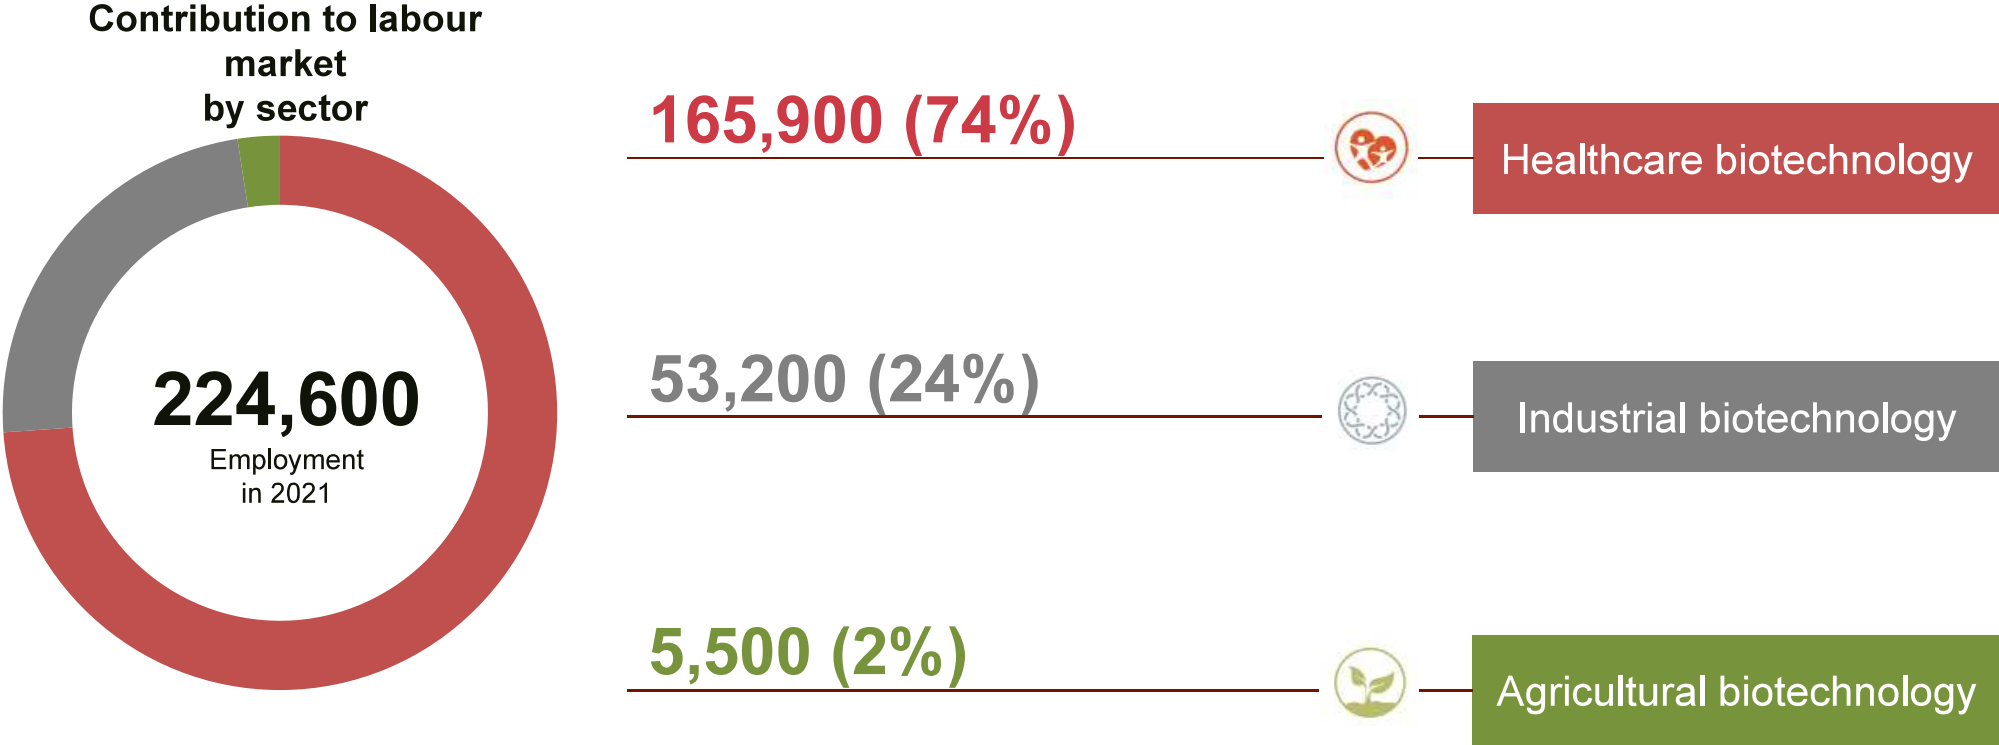 Contribution to labour
market
by sector
224,600
Employment
in 2021
165,900 (74%)
Healthcare biotechnology
53,200 (24%)
Industrial biotechnology
5,500 (2%)
Agricultural biotechnology